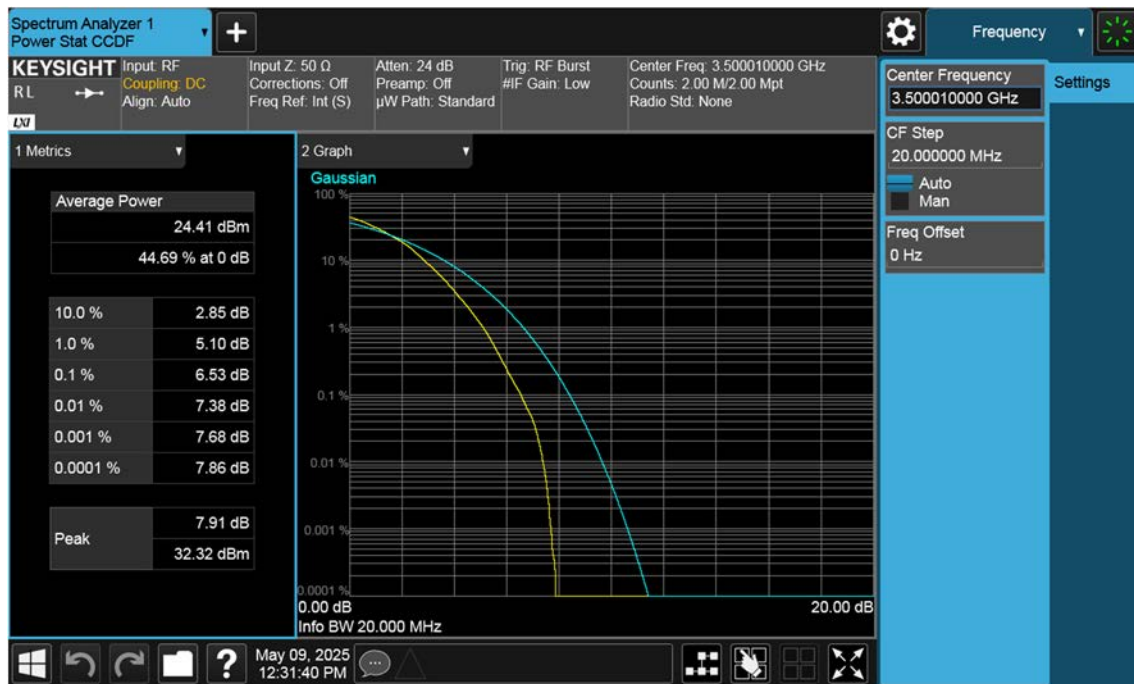 Spectrum Analyzer 1
Power Stat CCDF
Frequency
KEYSIGHT
RL
LXI
Input: RF
Coupling: DC
Align: Auto
Input Z: 50 Ω
Corrections: Off
Freq Ref: Int (S)
Atten: 24 dB
Preamp: Off
µW Path: Standard
Trig: RF Burst
#IF Gain: Low
Center Freq: 3.500010000 GHz
Counts: 2.00 M/2.00 Mpt
Radio Std: None
Center Frequency
3.500010000 GHz
Settings
CF Step
20.000000 MHz
Auto
Man
Freq Offset
0 Hz
1 Metrics
Average Power
24.41 dBm
44.69 % at 0 dB
10.0 % 2.85 dB
1.0 % 5.10 dB
0.1 % 6.53 dB
0.01 % 7.38 dB
0.001 % 7.68 dB
0.0001 % 7.86 dB
Peak
7.91 dB
32.32 dBm
2 Graph
Gaussian
100 %
10 %
1 %
0.1 %
0.01 %
0.001 %
0.0001 %
0.00 dB 20.00 dB
Info BW 20.000 MHz
?
May 09, 2025
12:31:40 PM